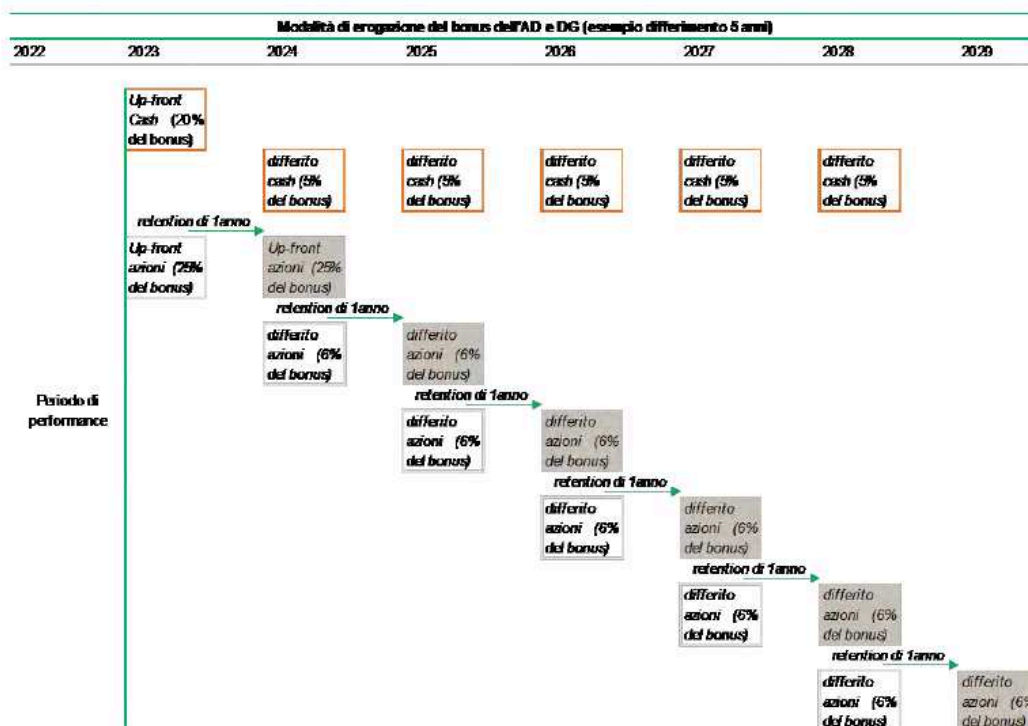 Modalità di erogazione del bonus dell'AD e DG (esempio differimento 5 anni)
2022 2023 2024 2025 2026 2027 2028 2029
Up-front
Cash (20%
del bonus)
differito
cash (5%
del bonus)
differito
cash (5%
del bonus)
differito
cash (5%
del bonus)
differito
cash (5%
del bonus)
differito
cash (5%
del bonus)
retention di 1anno
Up-front
azioni (25%
del bonus)
Up-front
azioni (25%
del bonus)
retention di 1anno
differito
azioni (6%
del bonus)
differito
azioni (6%
del bonus)
Periodo di
performance
retention di 1anno
differito
azioni (6%
del bonus)
differito
azioni (6%
del bonus)
retention di 1anno
differito
azioni (6%
del bonus)
differito
azioni (6%
del bonus)
retention di 1anno
differito
azioni (6%
del bonus)
differito
azioni (6%
del bonus)
retention di 1anno
differito
azioni (6%
del bonus)
differito
azioni (6%
del bonus)